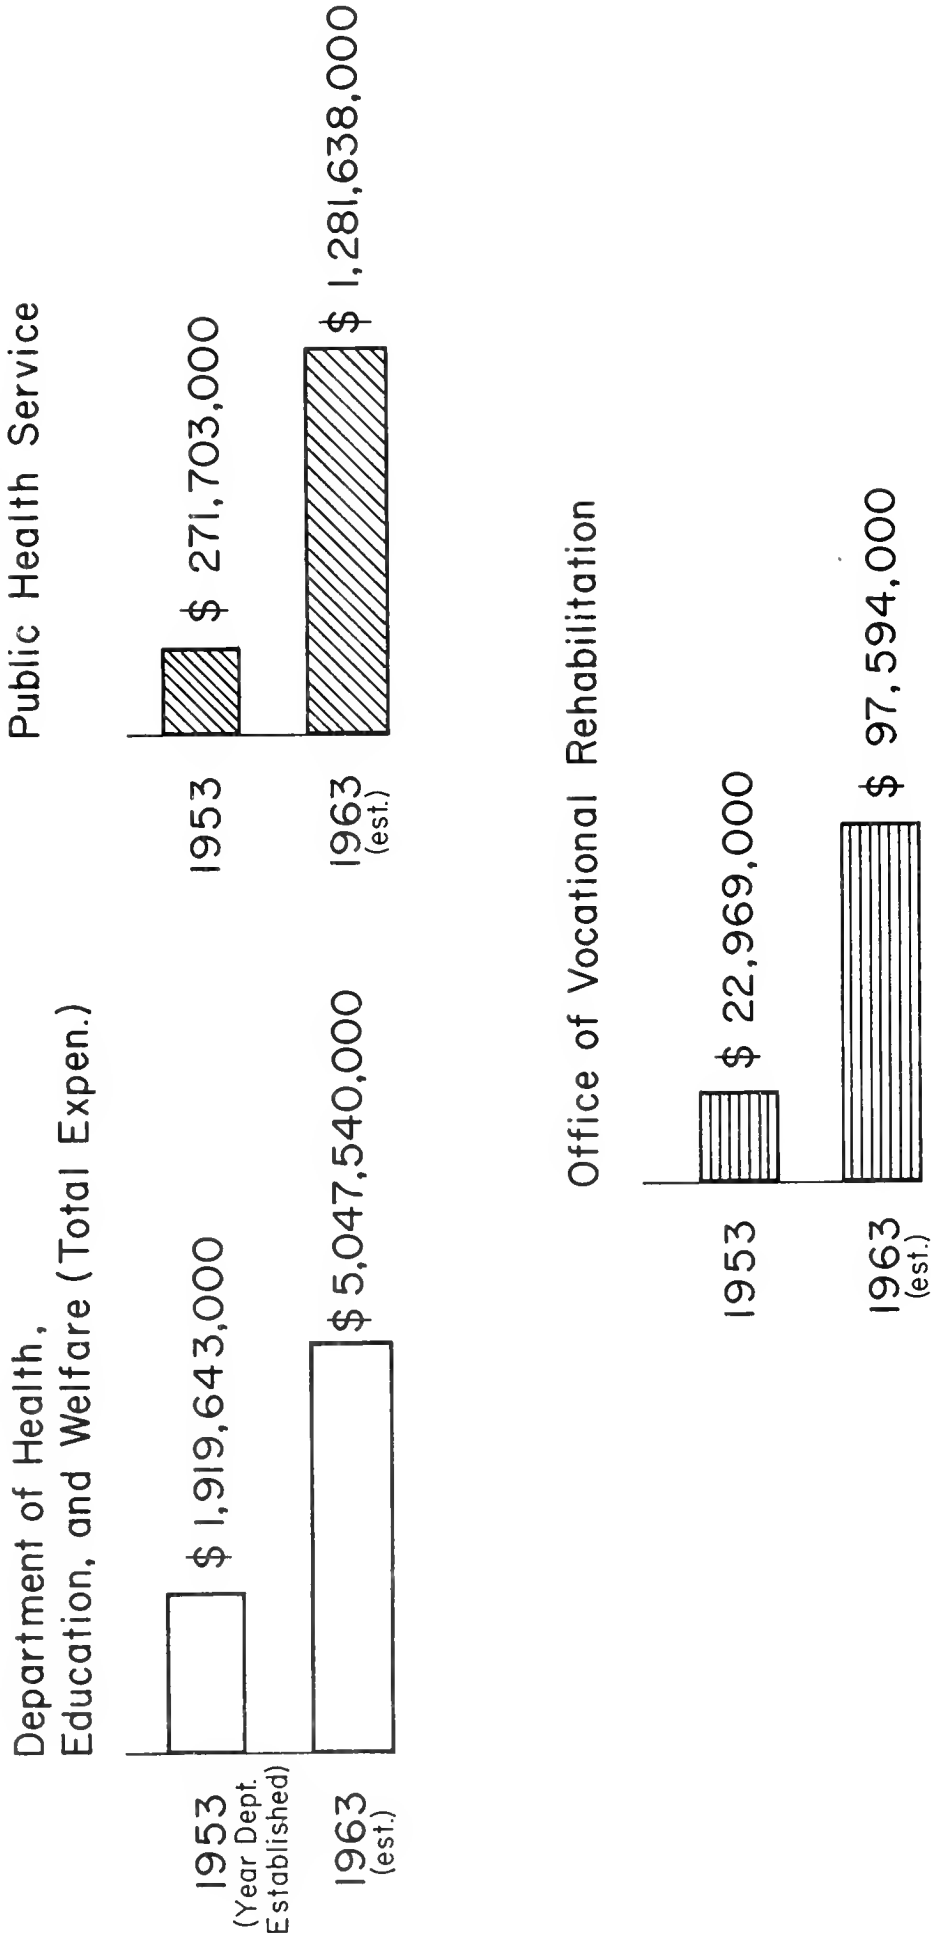 Department of Health,
Education, and Welfare (Total Expen.)
1953
(Year Dept.
Established)
$ 1,919,643,000
1963
(est.)
$ 5,047,540,000
Public Health Service
1953
$ 271,703,000
1963
(est.)
$ 1,281,638,000
Office of Vocational Rehabilitation
1953
$ 22,969,000
1963
(est.)
$ 97,594,000